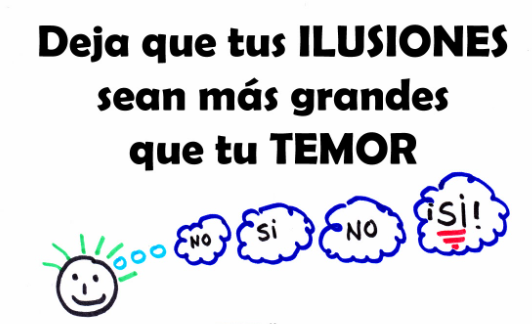 Deja que tus ILUSIONES
sean más grandes
que tu TEMOR
NO Si NO ¡Si!